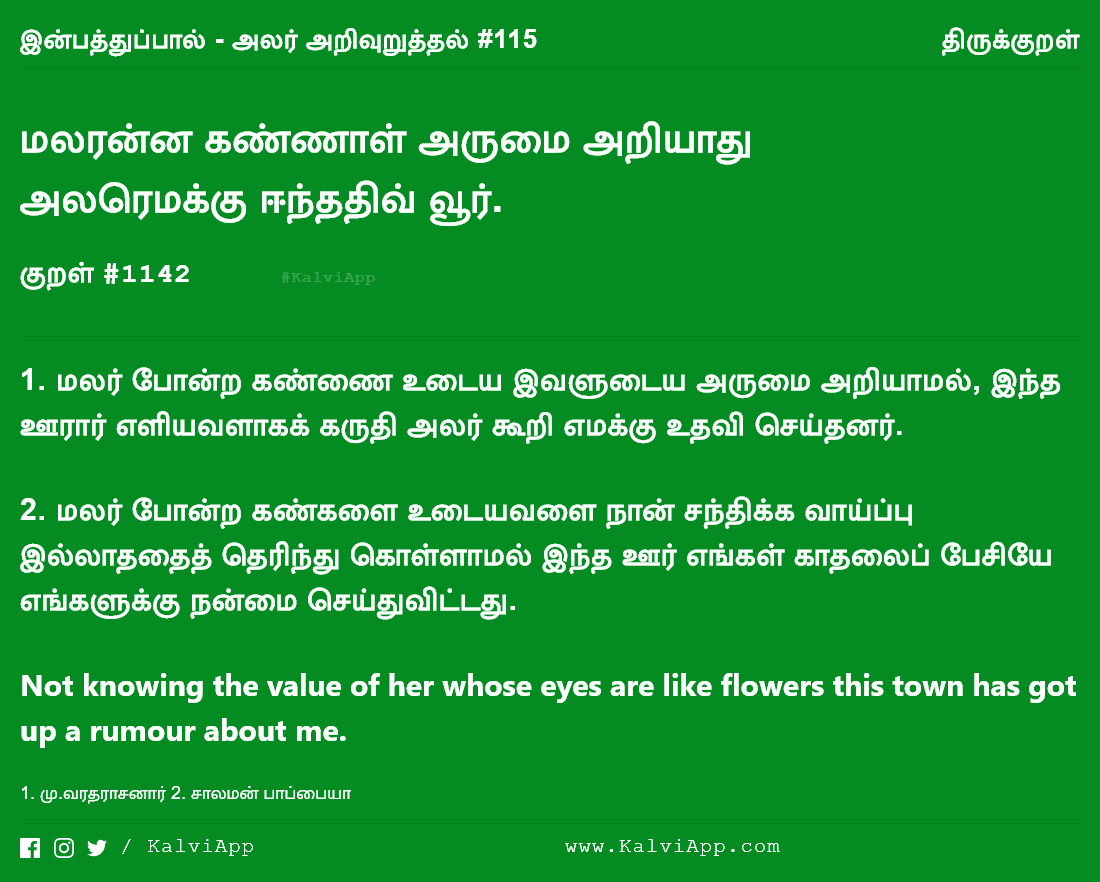 இன்பத்துப்பால் - அலர் அறிவுறுத்தல் #115 திருக்குறள்
மலரன்ன கண்ணாள் அருமை அறியாது
அலரெமக்கு ஈந்ததிவ் வூர்.
குறள் #1142 #KalviApp
1. மலர் போன்ற கண்ணை உடைய இவளுடைய அருமை அறியாமல், இந்த
ஊரார் எளியவளாகக் கருதி அலர் கூறி எமக்கு உதவி செய்தனர்.
2. மலர் போன்ற கண்களை உடையவளை நான் சந்திக்க வாய்ப்பு
இல்லாததைத் தெரிந்து கொள்ளாமல் இந்த ஊர் எங்கள் காதலைப் பேசியே
எங்களுக்கு நன்மை செய்துவிட்டது.
Not knowing the value of her whose eyes are like flowers this town has got
up a rumour about me.
1. மு.வரதராசனார் 2. சாலமன் பாப்பையா
/ KalviApp www.KalviApp.com